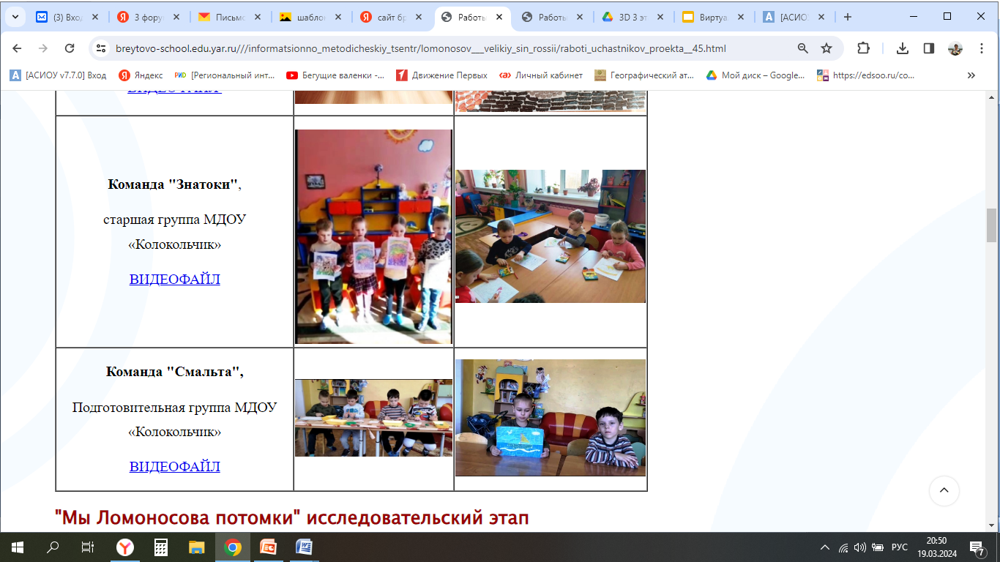 (3) Вход
3 фору
Письмо
шаблон
сайт бр
Работы
Работы
3D 3 эт
Виртуа
[АСИО
breytovo-school.edu.yar.ru///informatsionno_metodicheskiy_tsentr/lomonosov___velikiy_sin_rossii/raboti_uchastnikov_proekta__45.html
[АСИОУ v7.7.0] Вход
Яндекс
[Региональный инт...
Бегущие валенки -...
Движение Первых
Личный кабинет
Географический ат...
Мой диск – Google...
https://edsoo.ru/co...
ВИДЕОФАЙЛ
Команда "Знатоки",
старшая группа МДОУ
«Колокольчик»
ВИДЕОФАЙЛ
Команда "Смальта",
Подготовительная группа МДОУ
«Колокольчик»
ВИДЕОФАЙЛ
"Мы Ломоносова потомки" исследовательский этап
РУС
20:50
19.03.2024
7